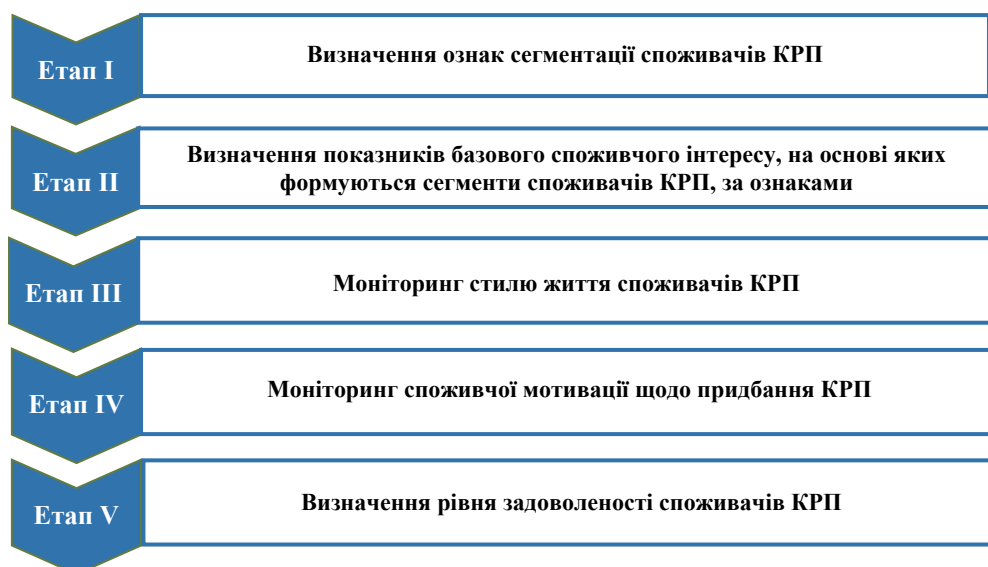 Етап I
Визначення ознак сегментації споживачів КРП
Етап II
Визначення показників базового споживчого інтересу, на основі яких
формуються сегменти споживачів КРП, за ознаками
Етап III
Моніторинг стилю життя споживачів КРП
Етап IV
Моніторинг споживчої мотивації щодо придбання КРП
Етап V
Визначення рівня задоволеності споживачів КРП